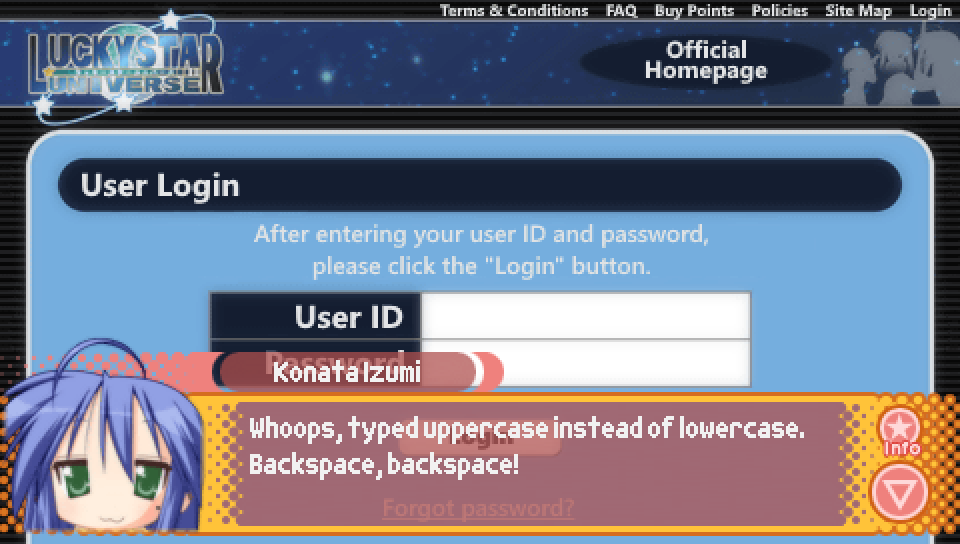 Terms & Conditions FAQ Buy Points Policies Site Map Login
LUCKYSTAR
UNIVERSE
Official
Homepage
User Login
After entering your user ID and password,
please click the "Login" button.
User ID
Password
Konata Izumi
Whoops, typed uppercase instead of lowercase.
Login
Backspace, backspace!
Info
Forgot password?